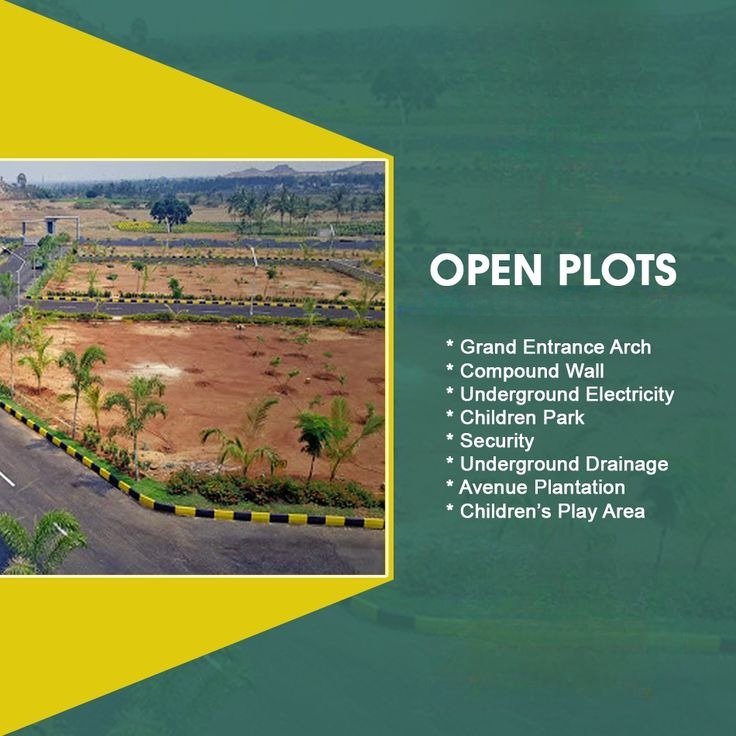 OPEN PLOTS
* Grand Entrance Arch
* Compound Wall
* Underground Electricity
* Children Park
* Security
* Underground Drainage
* Avenue Plantation
* Children’s Play Area